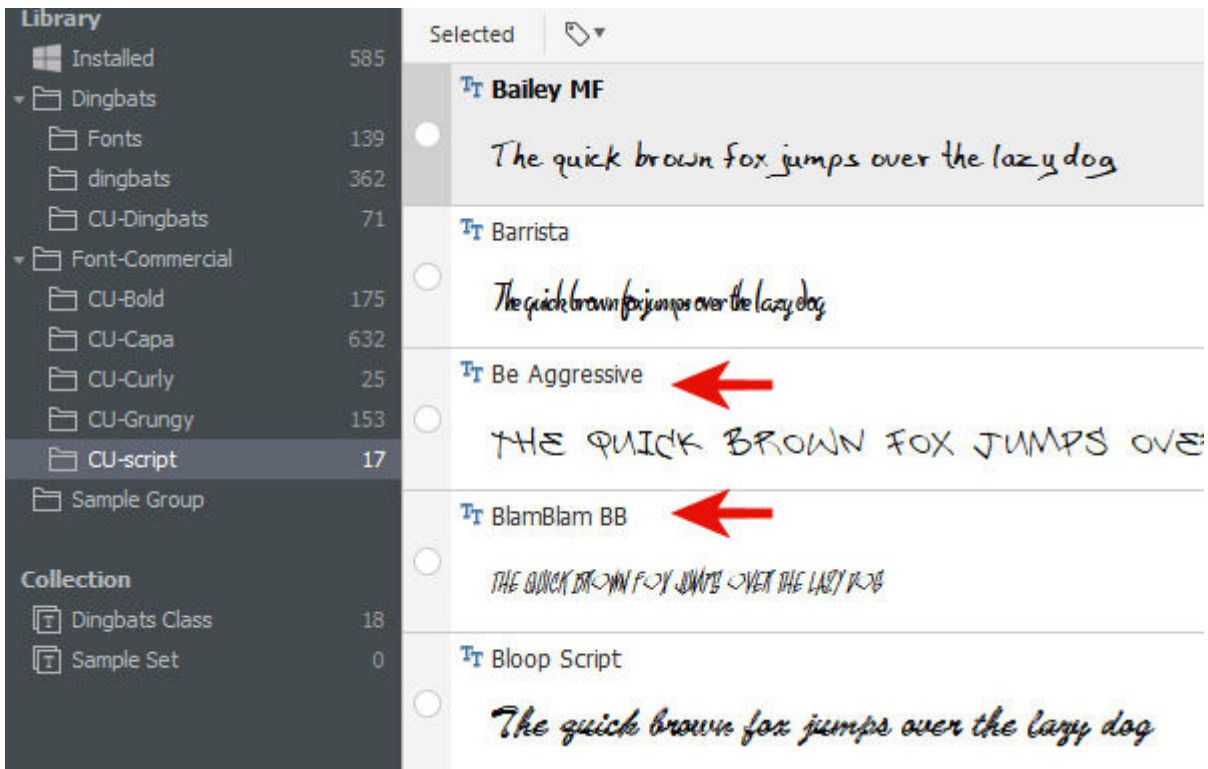 Library
Installed 585
Dingbats
Fonts 139
dingbats 362
CU-Dingbats 71
Font-Commercial
CU-Bold 175
CU-Capa 632
CU-Curly 25
CU-Grungy 153
CU-script 17
Sample Group
Collection
Dingbats Class 18
Sample Set 0
Selected
Bailey MF
The quick brown fox jumps over the lazy dog
Barrista
The quick brown fox jumps over the lazy dog
Be Aggressive
THE QUICK BROWN FOX JUMPS OVE
BlamBlam BB
THE QUICK BROWN FOX JUMPS OVER THE LAZY DOG
Bloop Script
The quick brown fox jumps over the lazy dog